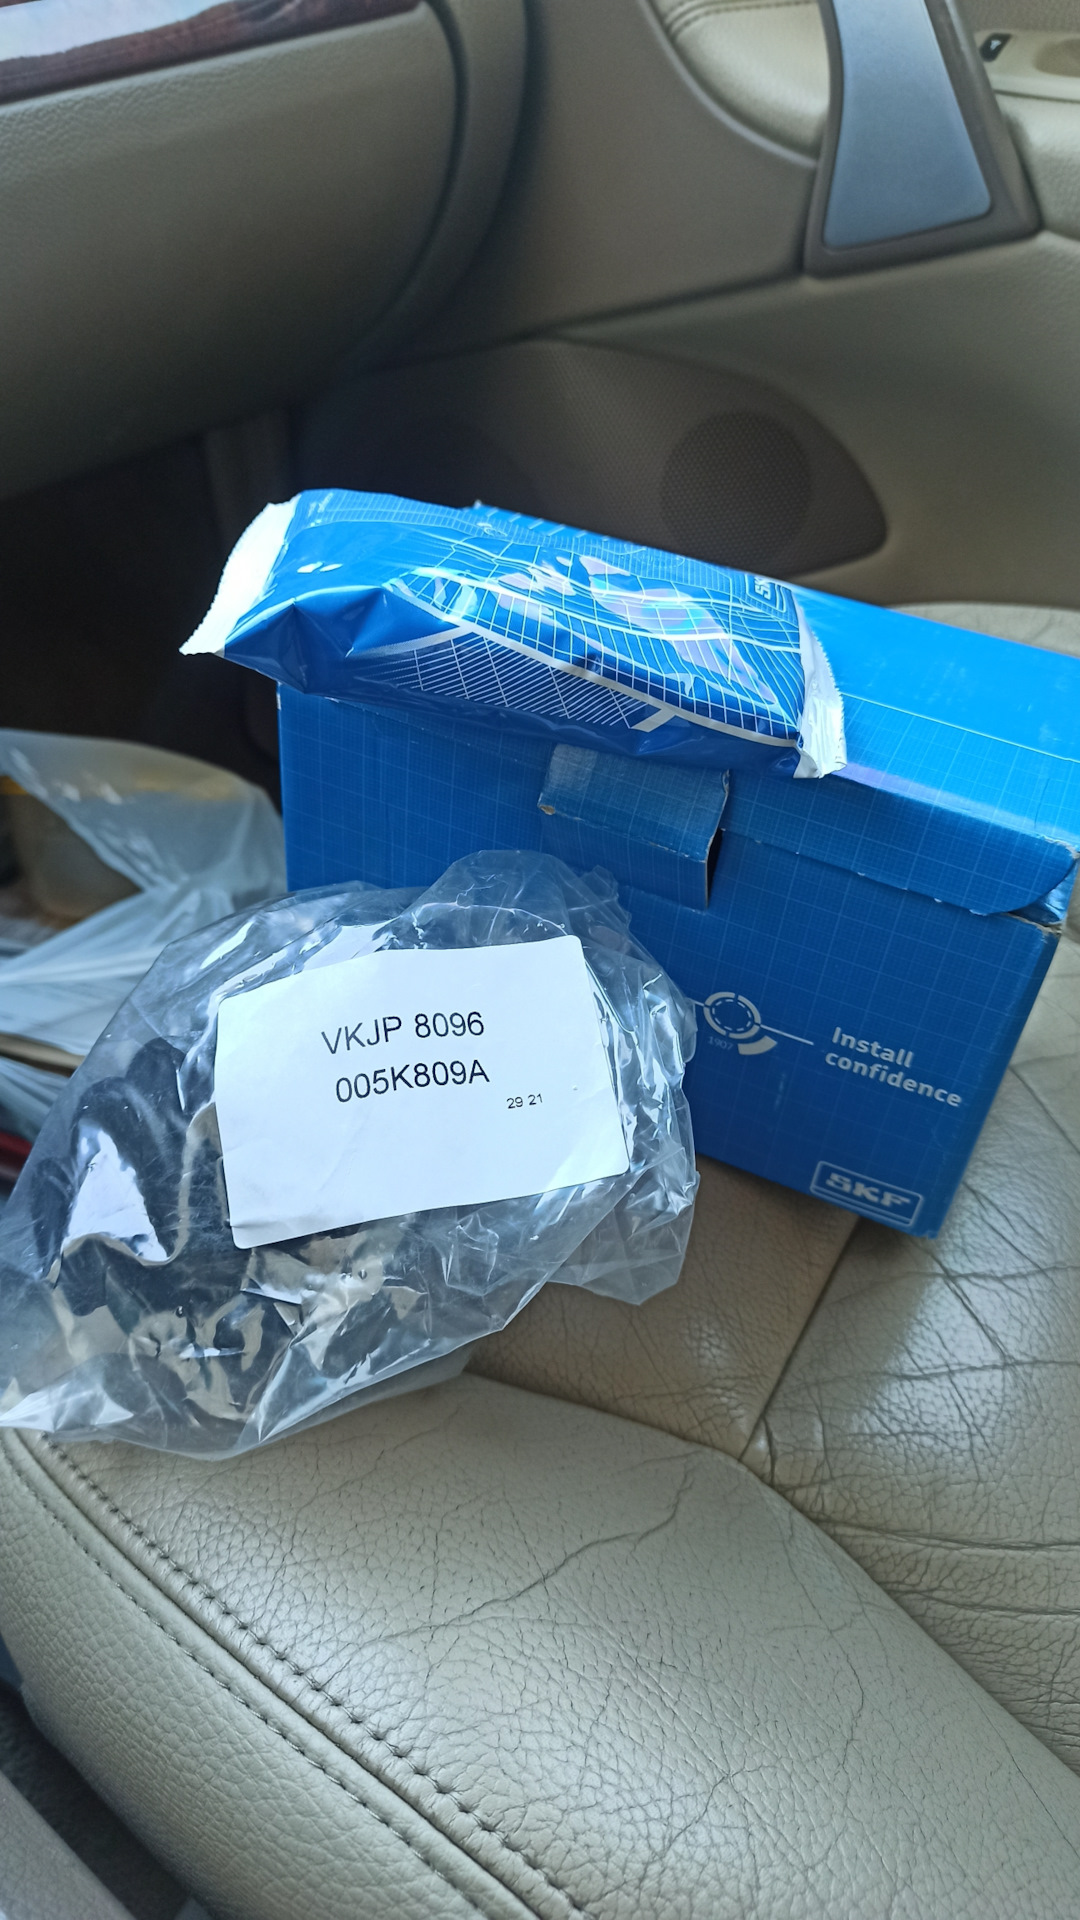 VKJP 8096
005K809A
29 21
1907
Install
confidence
SKF